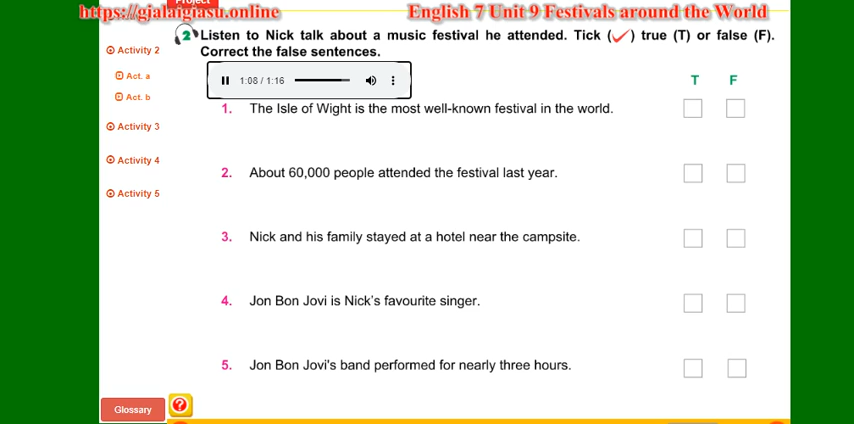 Project
https://gjalaigiasu.online
English 7 Unit 9 Festivals around the World
2 Listen to Nick talk about a music festival he attended. Tick (✓) true (T) or false (F).
Correct the false sentences.
Activity 2
Act. a
Act. b
Activity 3
Activity 4
Activity 5
1:08 / 1:16
T F
1. The Isle of Wight is the most well-known festival in the world.
2. About 60,000 people attended the festival last year.
3. Nick and his family stayed at a hotel near the campsite.
4. Jon Bon Jovi is Nick's favourite singer.
5. Jon Bon Jovi's band performed for nearly three hours.
Glossary
?